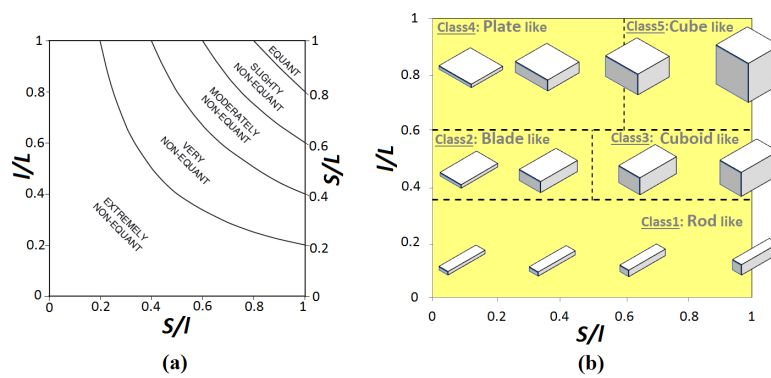 1
0.8
0.6
0.4
0.2
0
I/L
0
0.2
0.4
0.6
0.8
1
S/I
1
0.8
0.6
0.4
0.2
0
S/L
EQUANT
SLIGHTY
NON-EQUANT
MODERATELY
NON-EQUANT
VERY
NON-EQUANT
EXTREMELY
NON-EQUANT
(a)
1
0.8
0.6
0.4
0.2
0
I/L
Class4: Plate like
Class5: Cube like
Class2: Blade like
Class3: Cuboid like
Class1: Rod like
0
0.2
0.4
0.6
0.8
1
S/I
(b)